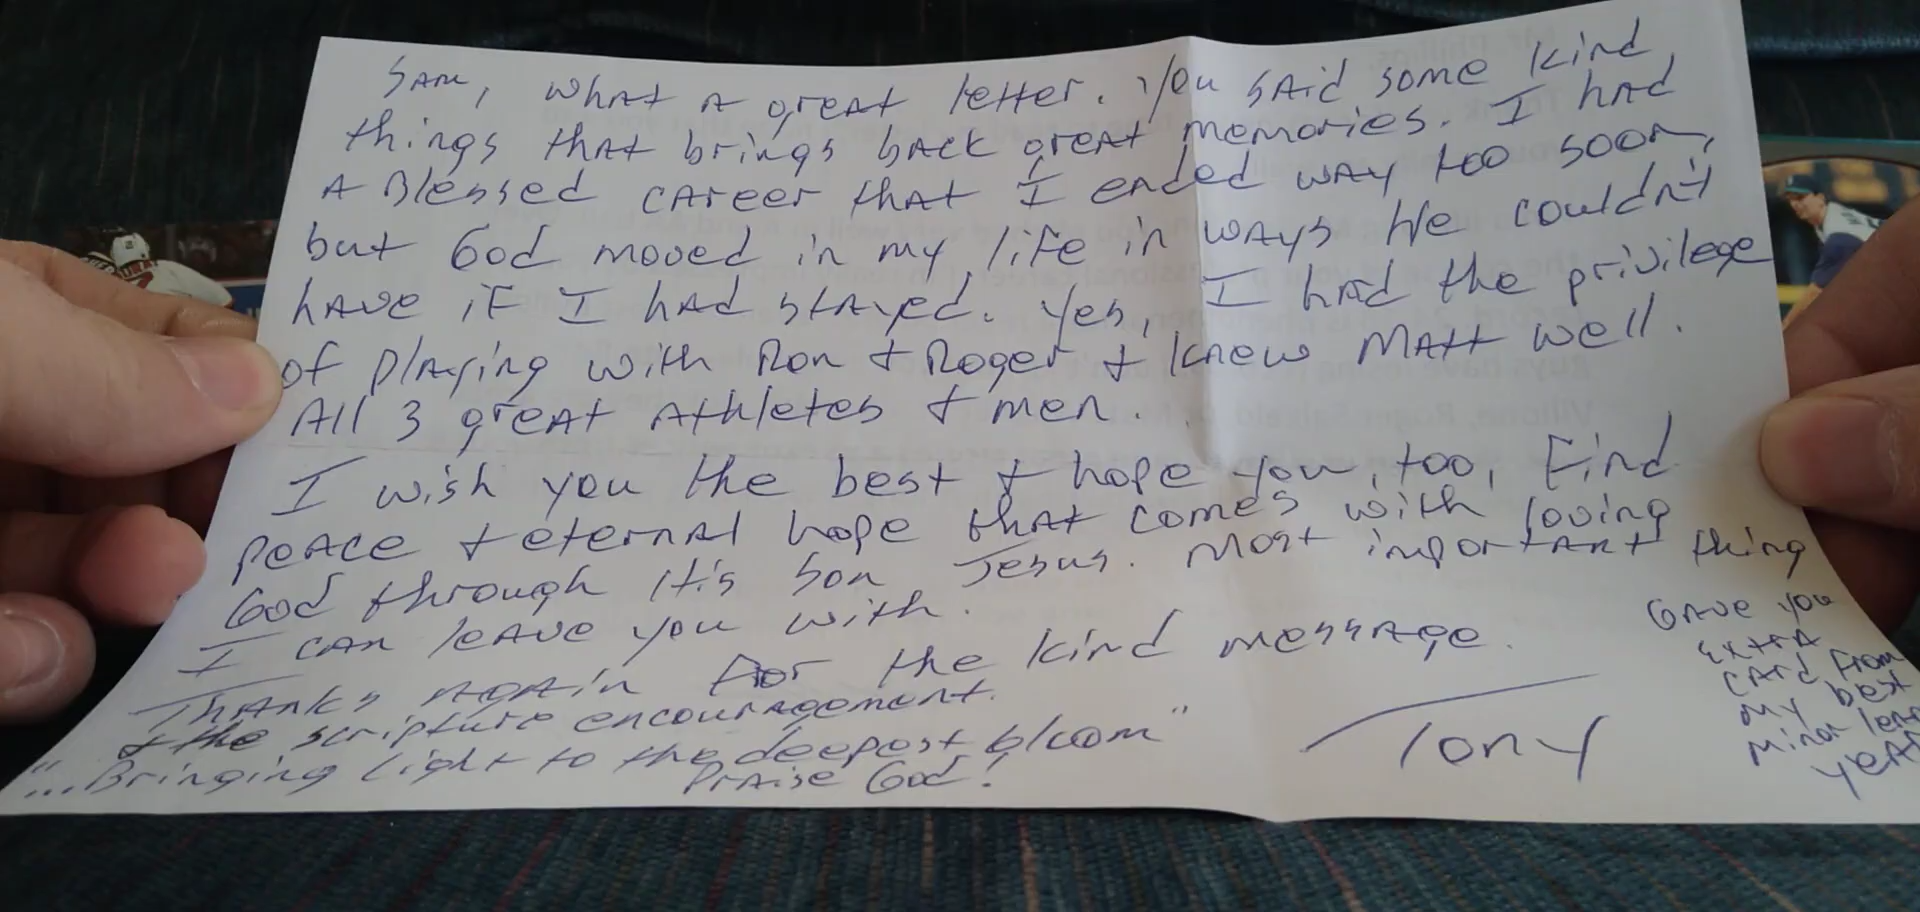 Sam, what a great letter. You said some kind
things that brings back great memories. I had
a Blessed career that I ended way too soon,
but God moved in my life in ways He couldn't
have if I had stayed. Yes, I had the privilege
of playing with Ron & Roger & knew Matt well.
All 3 great athletes & men.
I wish you the best & hope you, too, find
peace & eternal hope that comes with loving
God through His son Jesus. Most important thing
I can leave you with.
Thanks again for the kind message
& the scripture encouragement.
"...Bringing light to the deepest gloom"
Praise God!
Tony
Gave you
extra
card from
my best
minor
year